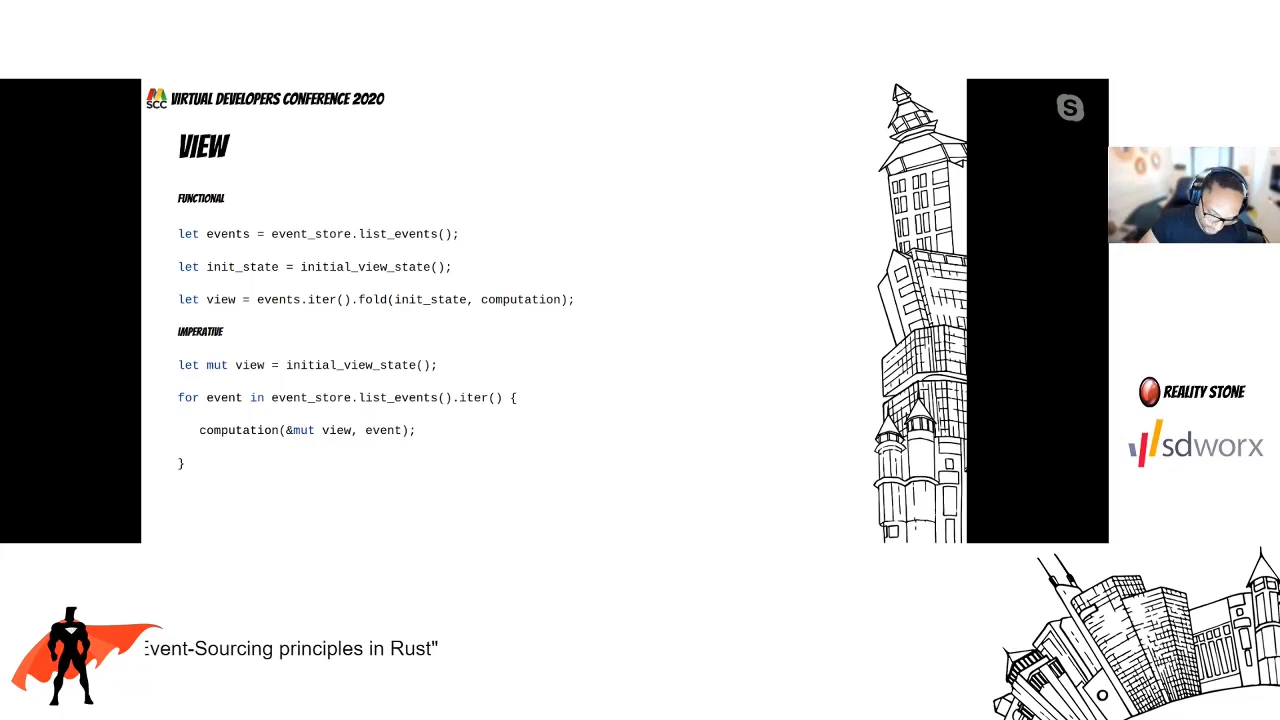 MSCC VIRTUAL DEVELOPERS CONFERENCE 2020
VIEW
FUNCTIONAL
let events = event_store.list_events();
let init_state = initial_view_state();
let view = events.iter().fold(init_state, computation);
IMPERATIVE
let mut view = initial_view_state();
for event in event_store.list_events().iter() {
computation(&mut view, event);
}
S
REALITY STONE
sdworx
Event-Sourcing principles in Rust"